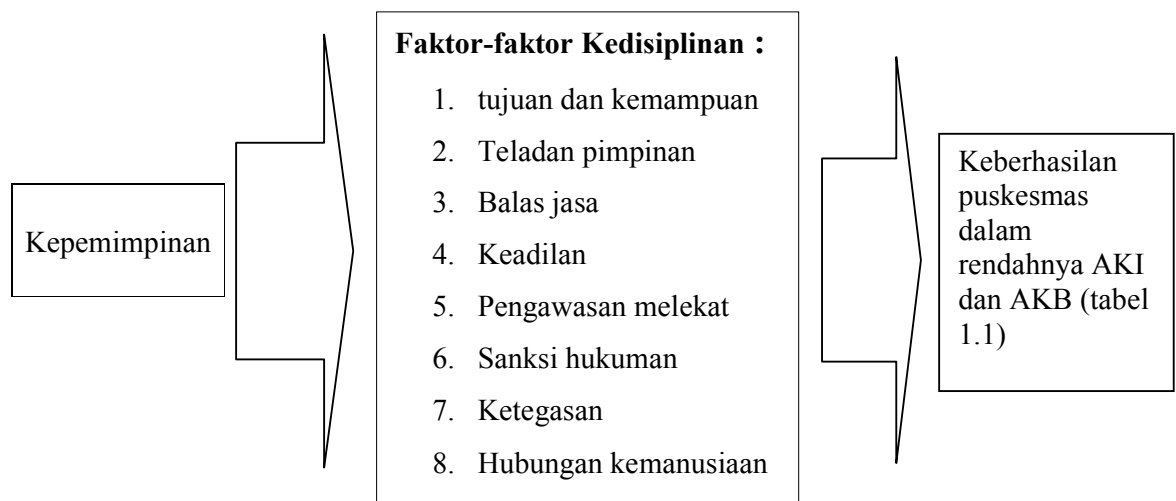 Kepemimpinan
Faktor-faktor Kedisiplinan :
1. tujuan dan kemampuan
2. Teladan pimpinan
3. Balas jasa
4. Keadilan
5. Pengawasan melekat
6. Sanksi hukuman
7. Ketegasan
8. Hubungan kemanusiaan
Keberhasilan
puskesmas
dalam
rendahnya AKI
dan AKB (tabel
1.1)